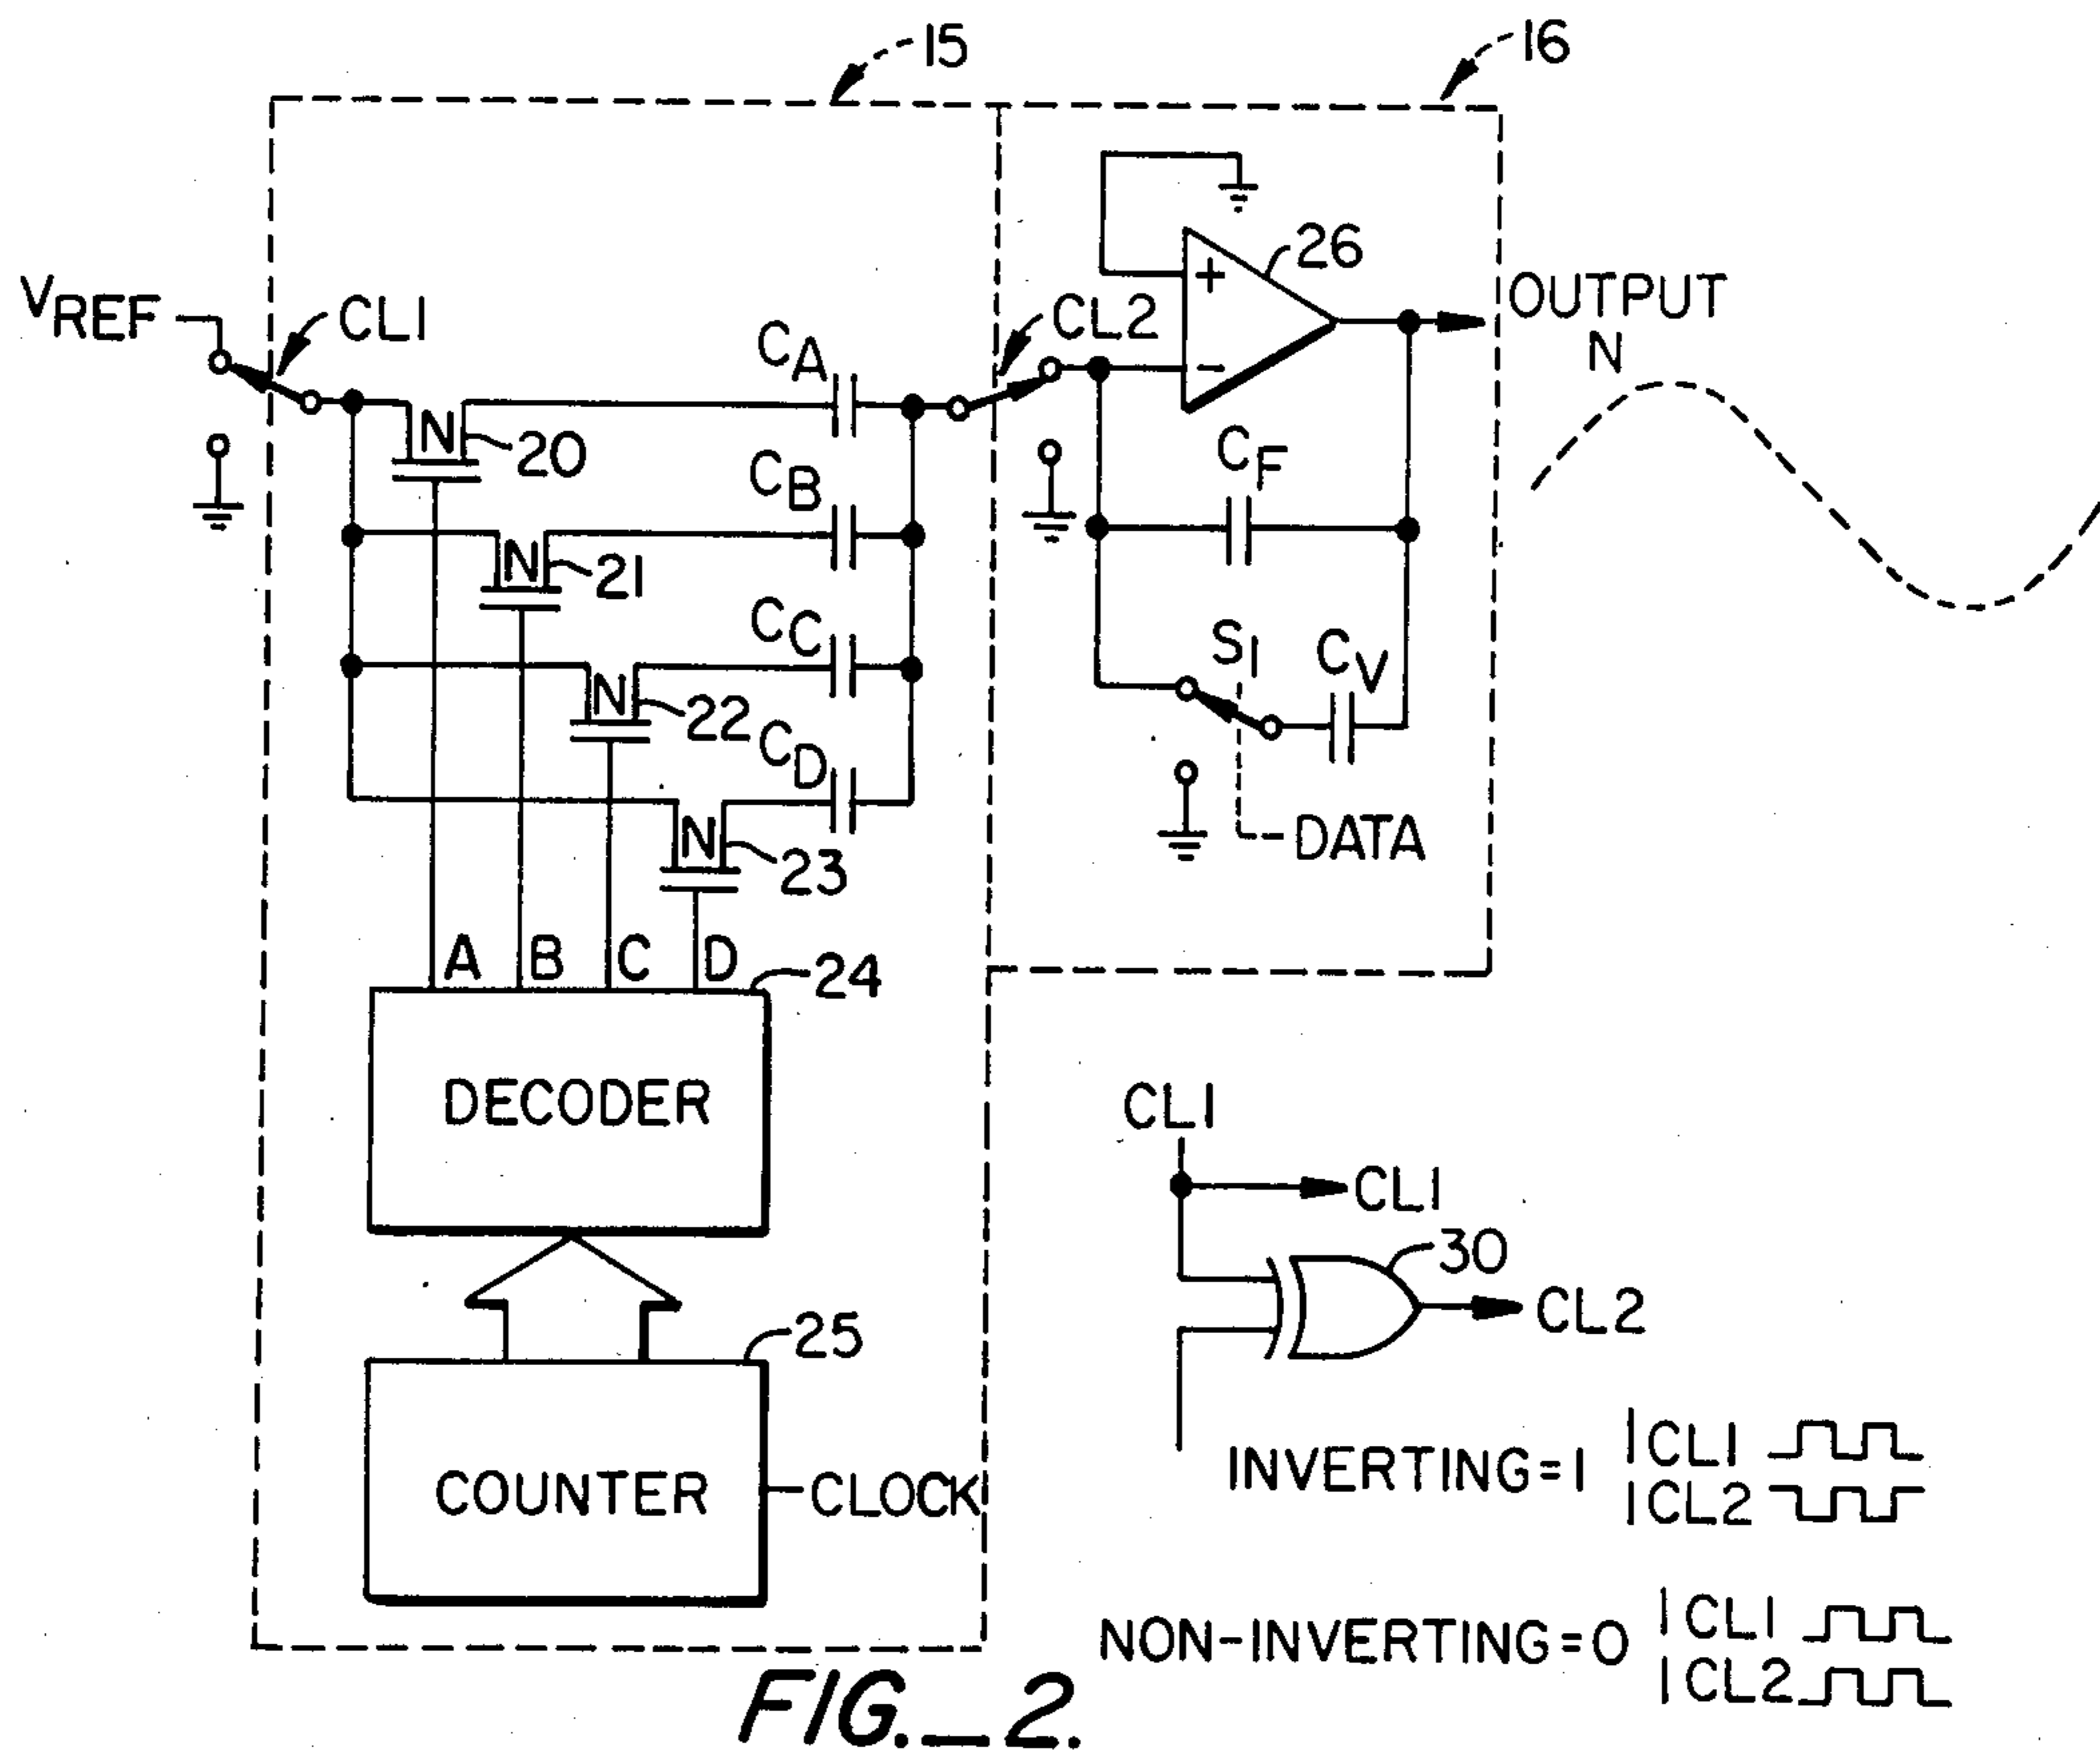 15
16
VREF
CL1
CA
CL2
26
+
-
OUTPUT
N
N
20
CB
CF
N
21
CC
S1
CV
N
22
CD
N
23
DATA
A B C D
24
DECODER
CL1
CL1
30
CL2
25
COUNTER
CLOCK
INVERTING=1
CL1
CL2
NON-INVERTING=0
CL1
CL2
FIG._2.